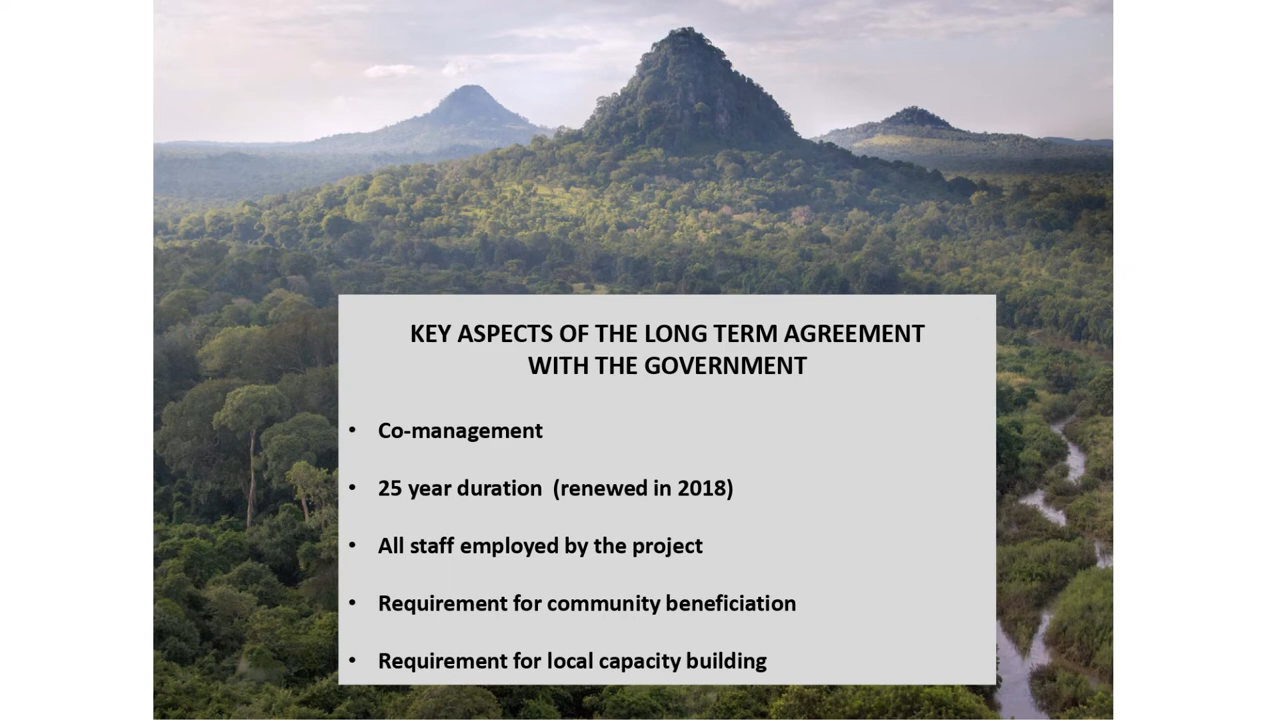 KEY ASPECTS OF THE LONG TERM AGREEMENT
WITH THE GOVERNMENT
• Co-management
• 25 year duration  (renewed in 2018)
• All staff employed by the project
• Requirement for community beneficiation
• Requirement for local capacity building